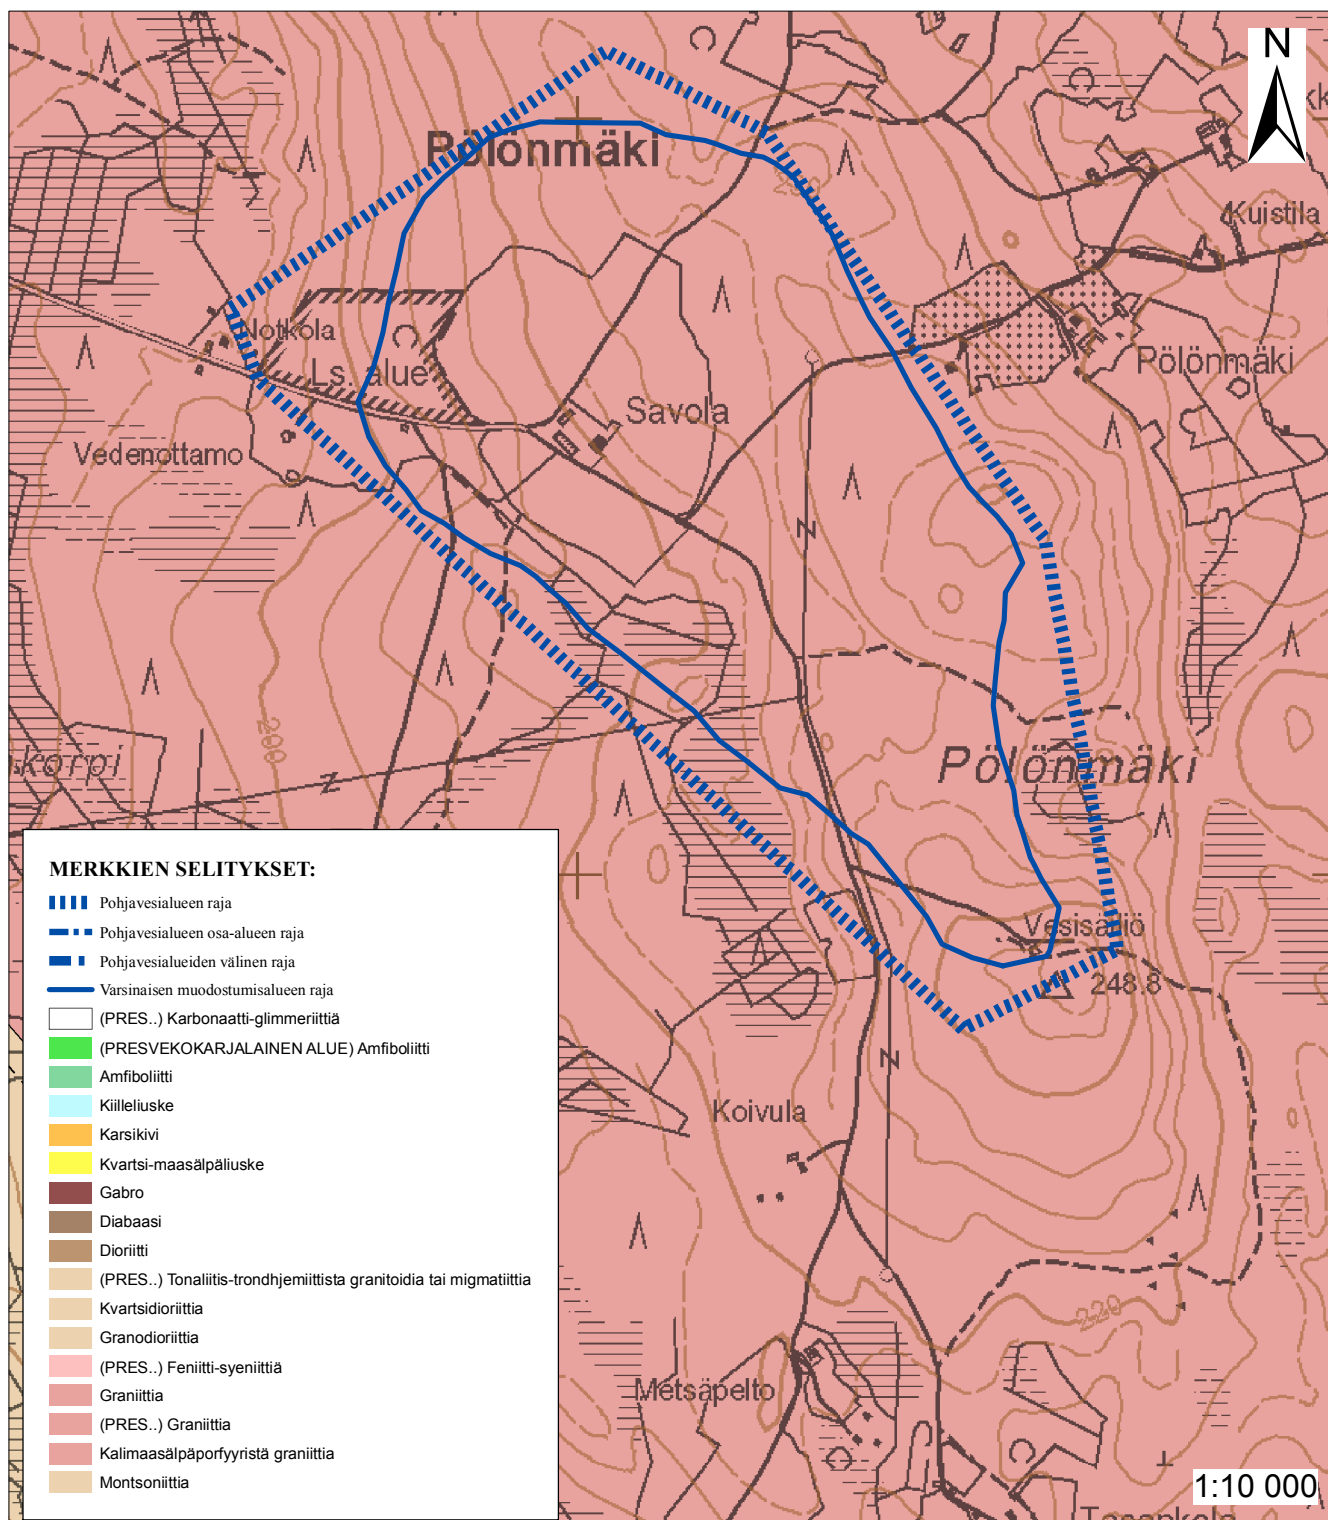 N
Pölönmäki
Kuistila
Notkola
Ls. alue
Pölönmäki
Savola
Vedenottamo
N
200
korpi
Z
Pölönmäki
Vesisäiliö
248.8
N
Koivula
220
Metsäpelto
MERKKIEN SELITYKSET:
Pohjavesialueen raja
Pohjavesialueen osa-alueen raja
Pohjavesialueiden välinen raja
Varsinaisen muodostumisalueen raja
(PRES..) Karbonaatti-glimmeriittiä
(PRESVEKOKARJALAINEN ALUE) Amfiboliitti
Amfiboliitti
Kiilleliuske
Karsikivi
Kvartsi-maasälpäliuske
Gabro
Diabaasi
Dioriitti
(PRES..) Tonaliitis-trondhjemiittista granitoidia tai migmatiittia
Kvartsidioriittia
Granodioriittia
(PRES..) Feniitti-syeniittiä
Graniittia
(PRES..) Graniittia
Kalimaasälpäporfyyristä graniittia
Montsoniittia
1:10 000